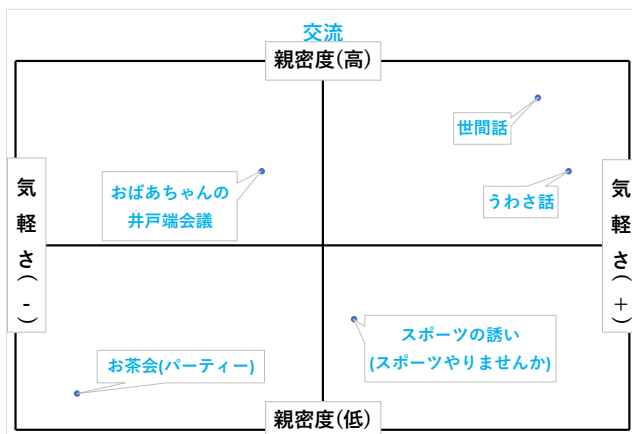 交流
親密度(高)
世間話
うわさ話
おばあちゃんの
井戸端会議
気軽さ(-)
気軽さ(+)
スポーツの誘い
(スポーツやりませんか)
お茶会(パーティー)
親密度(低)